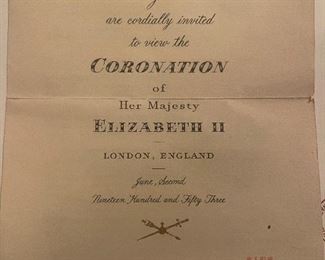 are cordially invited
to view the
CORONATION
of
Her Majesty
ELIZABETH II
LONDON, ENGLAND
June, Second
Nineteen Hundred and Fifty Three